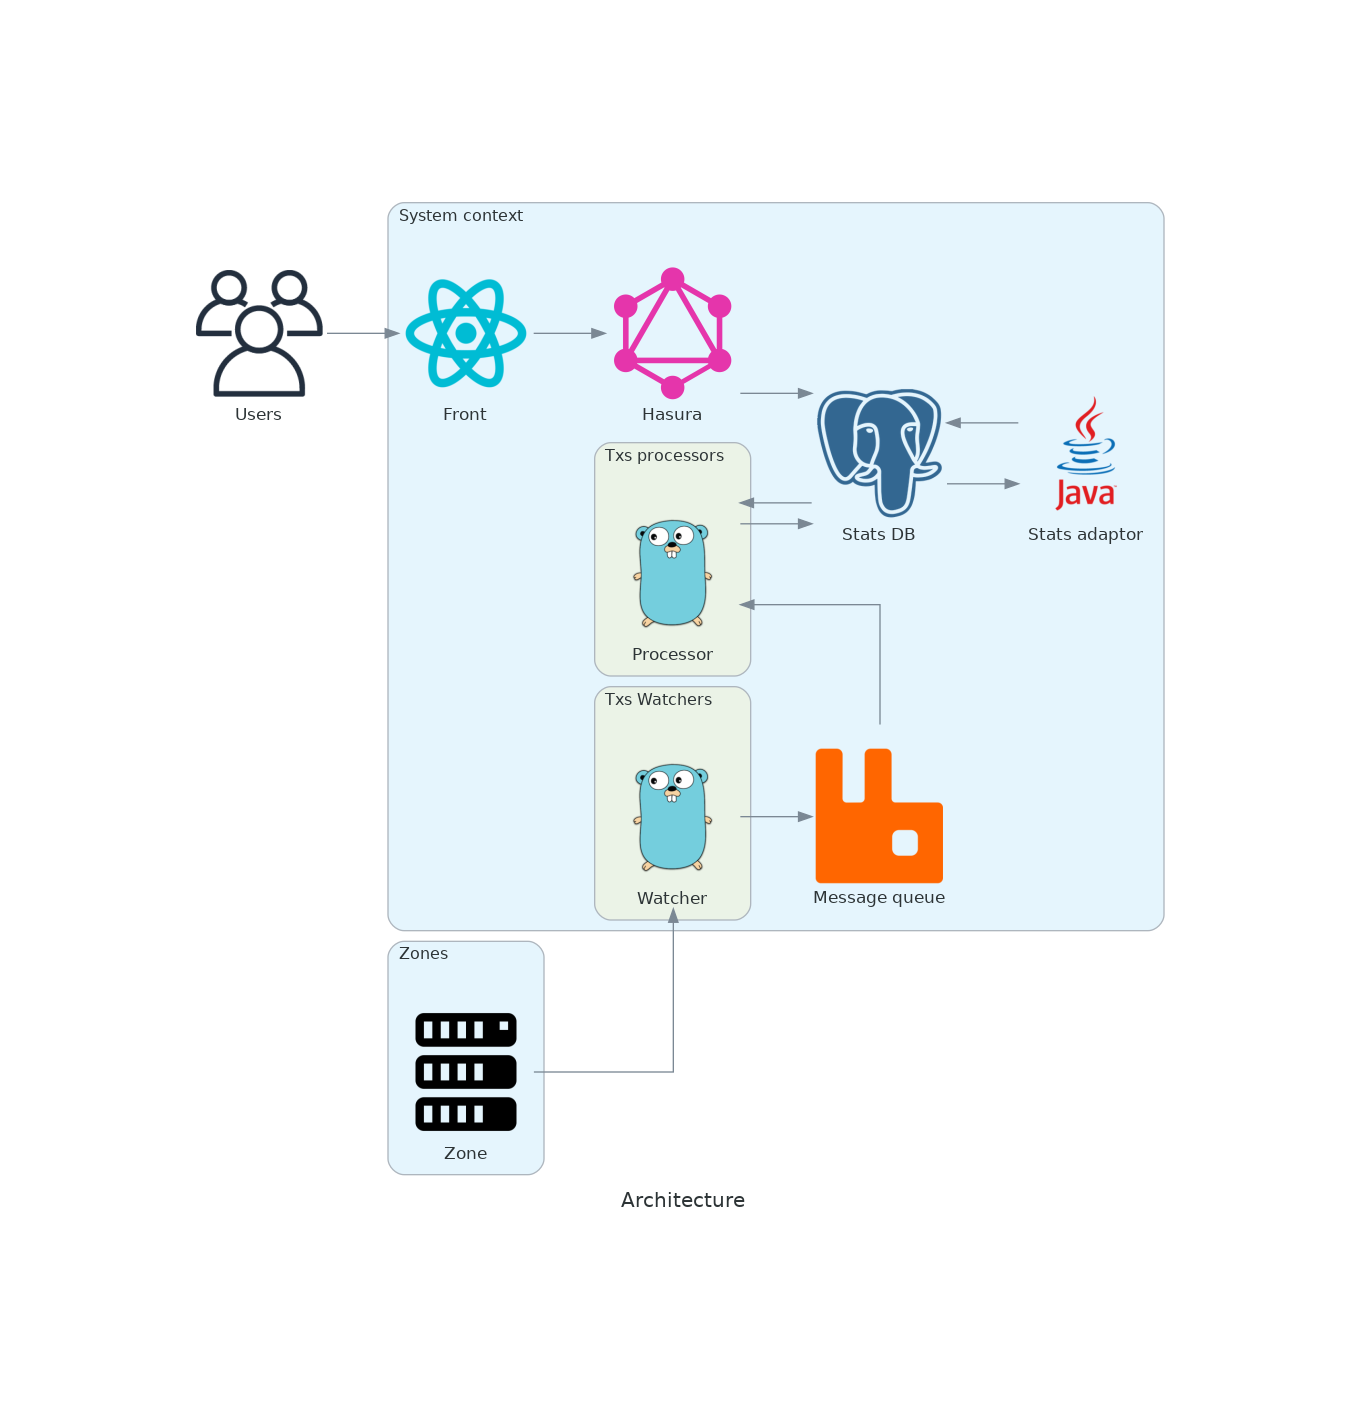 System context
Users
Front
Hasura
Txs processors
Java
Stats DB
Stats adaptor
Processor
Txs Watchers
Watcher
Message queue
Zones
Zone
Architecture